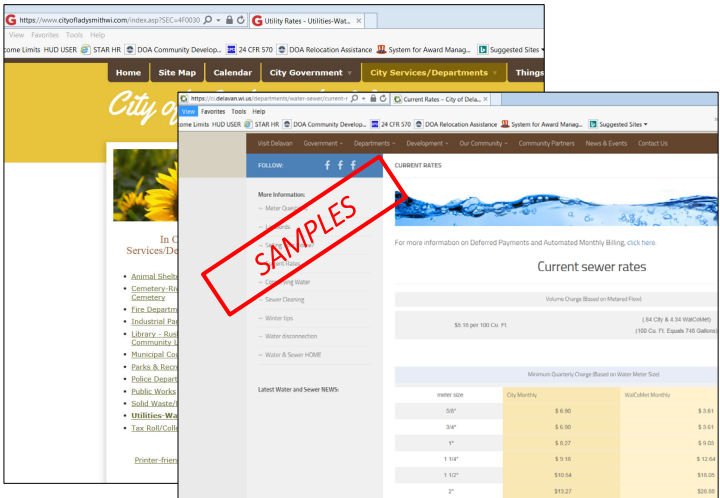 https://www.cityofladysmithwi.com/index.asp?SEC=4F0030
Utility Rates - Utilities-Wat...
View Favorites Tools Help
come Limits HUD USER STAR HR DOA Community Develop... 24 CFR 570 DOA Relocation Assistance System for Award Manag... Suggested Sites
Home Site Map Calendar City Government City Services/Departments Things
City of
In C
Services/De
Animal Shelt
Cemetery-Riv
Cemetery
Fire Departm
Industrial Par
Library - Rus
Community L
Municipal Cou
Parks & Recr
Police Depart
Public Works
Solid Waste/
Utilities-Wa
Tax Roll/Colle
Printer-frien
https://ci.delavan.wi.us/departments/water-sewer/current-r
Current Rates – City of Dela...
View Favorites Tools Help
ome Limits HUD USER STAR HR DOA Community Develop... 24 CFR 570 DOA Relocation Assistance System for Award Manag... Suggested Sites
Visit Delavan Government Departments Development Our Community Community Partners News & Events Contact Us
FOLLOW:
CURRENT RATES
More Information:
Meter Ques
Water
Sewer Cleaning
Winter tips
Water disconnection
Water & Sewer HOME
Latest Water and Sewer NEWS:
SAMPLES
For more information on Deferred Payments and Automated Monthly Billing, click here.
Current sewer rates
Volume Charge (Based on Metered Flow)
$5.18 per 100 Cu. Ft.
(.84 City & 4.34 WalCoMet)
(100 Cu. Ft. Equals 748 Gallons)
Minimum Quarterly Charge (Based on Water Meter Size)
meter size City Monthly WalCoMet Monthly
5/8" $ 6.90 $ 3.61
3/4" $ 6.90 $ 3.61
1" $ 8.27 $ 9.03
1 1/4" $ 9.18 $ 12.64
1 1/2" $10.54 $18.05
2" $13.27 $28.88